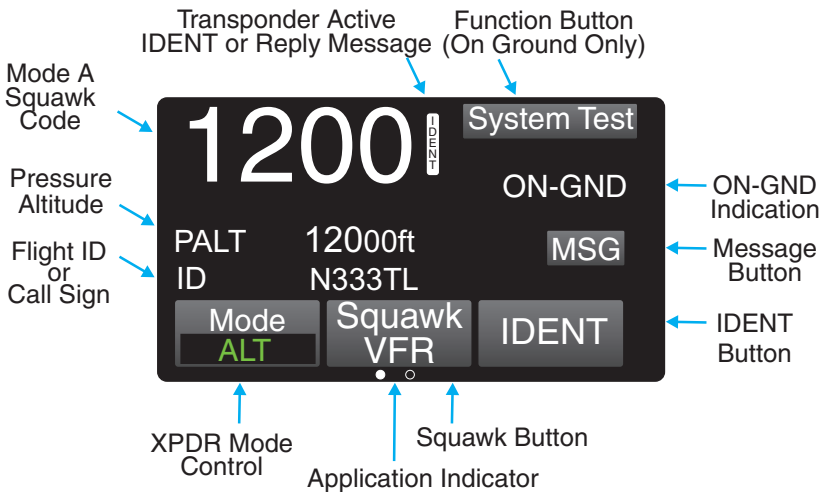 Transponder Active
IDENT or Reply Message
Function Button
(On Ground Only)
Mode A
Squawk
Code
1200
IDENT
System Test
ON-GND
ON-GND
Indication
Pressure
Altitude
PALT 12000ft
MSG
Message
Button
Flight ID
or
Call Sign
ID N333TL
Mode
ALT
Squawk
VFR
IDENT
IDENT
Button
XPDR Mode
Control
Application Indicator
Squawk Button